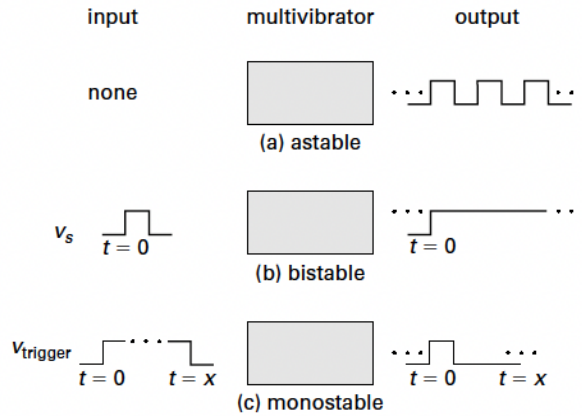 input multivibrator output
none
(a) astable
v_s
t = 0
t = 0
(b) bistable
v_trigger
t = 0 t = x
t = 0 t = x
(c) monostable